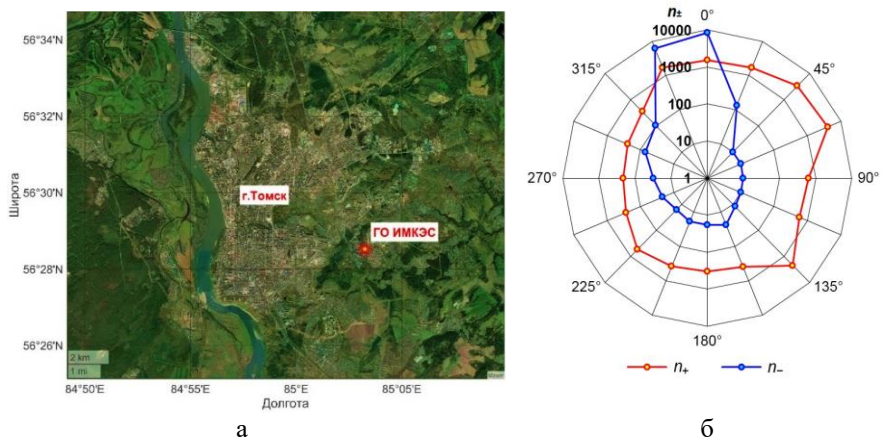 56°34'N
56°32'N
56°30'N
56°28'N
56°26'N
Широта
г.Томск
ГО ИМКЭС
2 km
1 mi
84°50'E
84°55'E
85°E
85°05'E
Долгота
а
n±
10000
1000
100
10
1
0°
45°
90°
135°
180°
225°
270°
315°
n₊
n₋
б